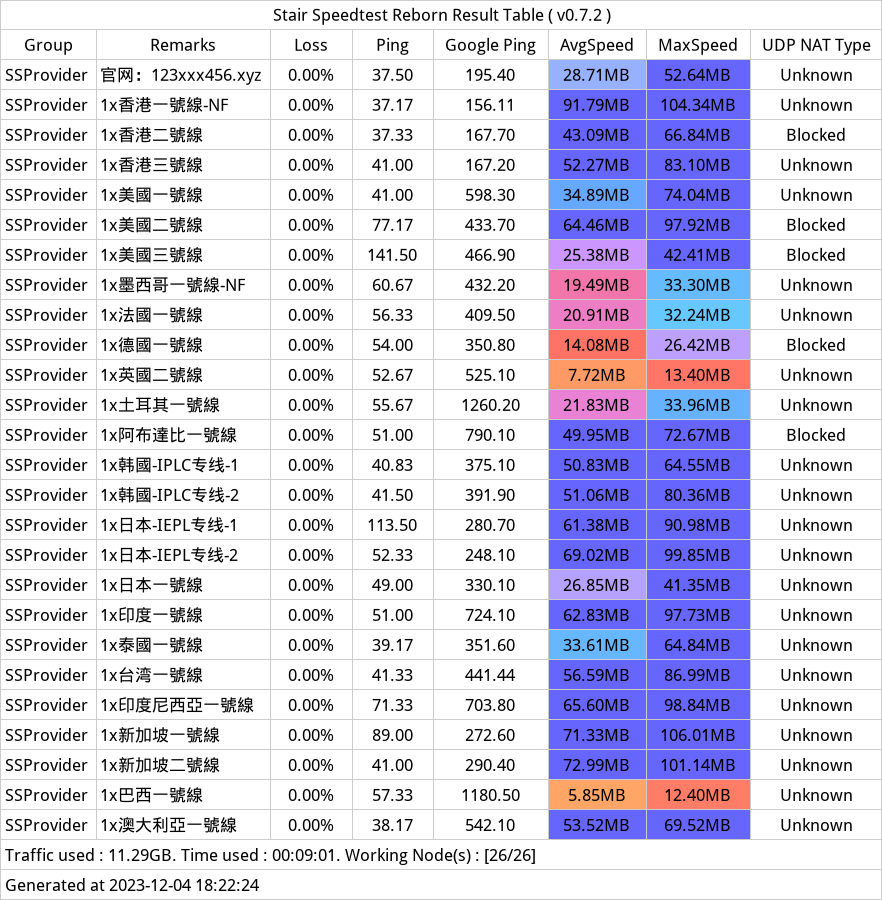 Stair Speedtest Reborn Result Table ( v0.7.2 )
Group Remarks Loss Ping Google Ping AvgSpeed MaxSpeed UDP NAT Type
SSProvider 官网：123xxx456.xyz 0.00% 37.50 195.40 28.71MB 52.64MB Unknown
SSProvider 1x香港一號線-NF 0.00% 37.17 156.11 91.79MB 104.34MB Unknown
SSProvider 1x香港二號線 0.00% 37.33 167.70 43.09MB 66.84MB Blocked
SSProvider 1x香港三號線 0.00% 41.00 167.20 52.27MB 83.10MB Unknown
SSProvider 1x美國一號線 0.00% 41.00 598.30 34.89MB 74.04MB Unknown
SSProvider 1x美國二號線 0.00% 77.17 433.70 64.46MB 97.92MB Blocked
SSProvider 1x美國三號線 0.00% 141.50 466.90 25.38MB 42.41MB Blocked
SSProvider 1x墨西哥一號線-NF 0.00% 60.67 432.20 19.49MB 33.30MB Unknown
SSProvider 1x法國一號線 0.00% 56.33 409.50 20.91MB 32.24MB Unknown
SSProvider 1x德國一號線 0.00% 54.00 350.80 14.08MB 26.42MB Blocked
SSProvider 1x英國二號線 0.00% 52.67 525.10 7.72MB 13.40MB Unknown
SSProvider 1x土耳其一號線 0.00% 55.67 1260.20 21.83MB 33.96MB Unknown
SSProvider 1x阿布達比一號線 0.00% 51.00 790.10 49.95MB 72.67MB Blocked
SSProvider 1x韩國-IPLC专线-1 0.00% 40.83 375.10 50.83MB 64.55MB Unknown
SSProvider 1x韩國-IPLC专线-2 0.00% 41.50 391.90 51.06MB 80.36MB Unknown
SSProvider 1x日本-IEPL专线-1 0.00% 113.50 280.70 61.38MB 90.98MB Unknown
SSProvider 1x日本-IEPL专线-2 0.00% 52.33 248.10 69.02MB 99.85MB Unknown
SSProvider 1x日本一號線 0.00% 49.00 330.10 26.85MB 41.35MB Unknown
SSProvider 1x印度一號線 0.00% 51.00 724.10 62.83MB 97.73MB Unknown
SSProvider 1x泰國一號線 0.00% 39.17 351.60 33.61MB 64.84MB Unknown
SSProvider 1x台湾一號線 0.00% 41.33 441.44 56.59MB 86.99MB Unknown
SSProvider 1x印度尼西亞一號線 0.00% 71.33 703.80 65.60MB 98.84MB Unknown
SSProvider 1x新加坡一號線 0.00% 89.00 272.60 71.33MB 106.01MB Unknown
SSProvider 1x新加坡二號線 0.00% 41.00 290.40 72.99MB 101.14MB Unknown
SSProvider 1x巴西一號線 0.00% 57.33 1180.50 5.85MB 12.40MB Unknown
SSProvider 1x澳大利亞一號線 0.00% 38.17 542.10 53.52MB 69.52MB Unknown
Traffic used : 11.29GB. Time used : 00:09:01. Working Node(s) : [26/26]
Generated at 2023-12-04 18:22:24